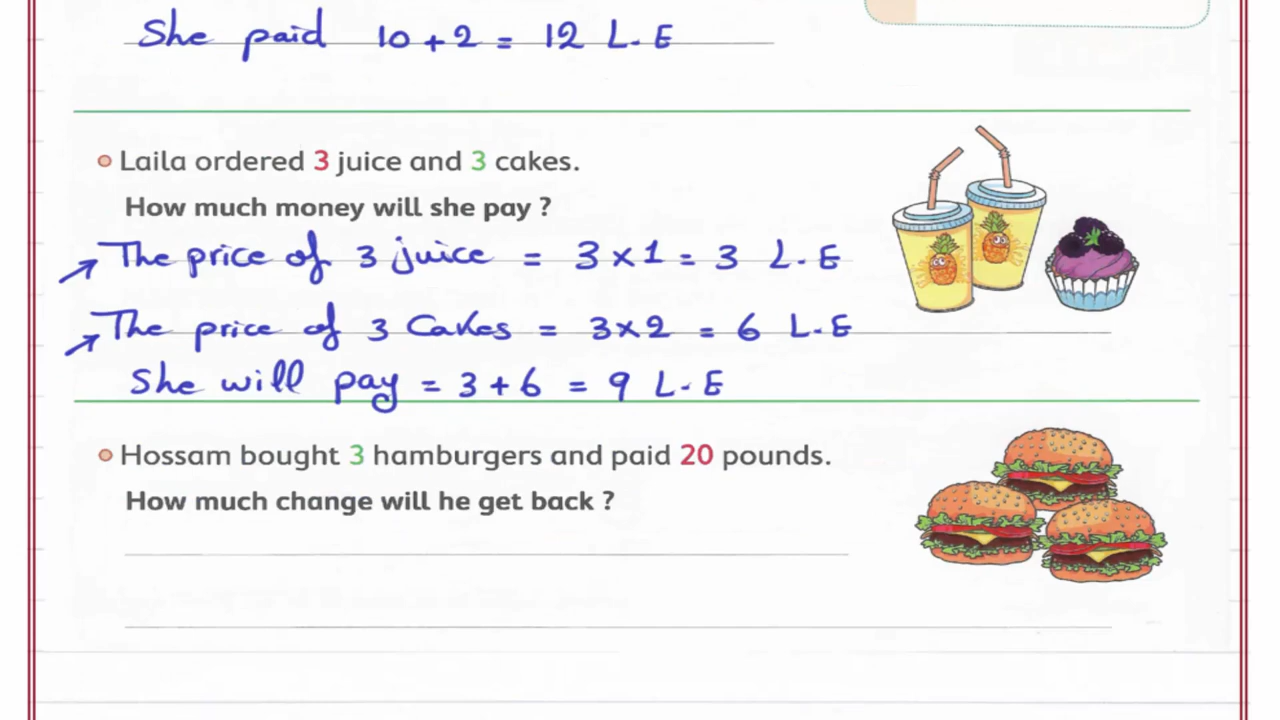 She paid 10 + 2 = 12 L.E
Laila ordered 3 juice and 3 cakes.
How much money will she pay ?
The price of 3 juice = 3 x 1 = 3 L.E
The price of 3 Cakes = 3 x 2 = 6 L.E
She will pay = 3 + 6 = 9 L.E
Hossam bought 3 hamburgers and paid 20 pounds.
How much change will he get back ?